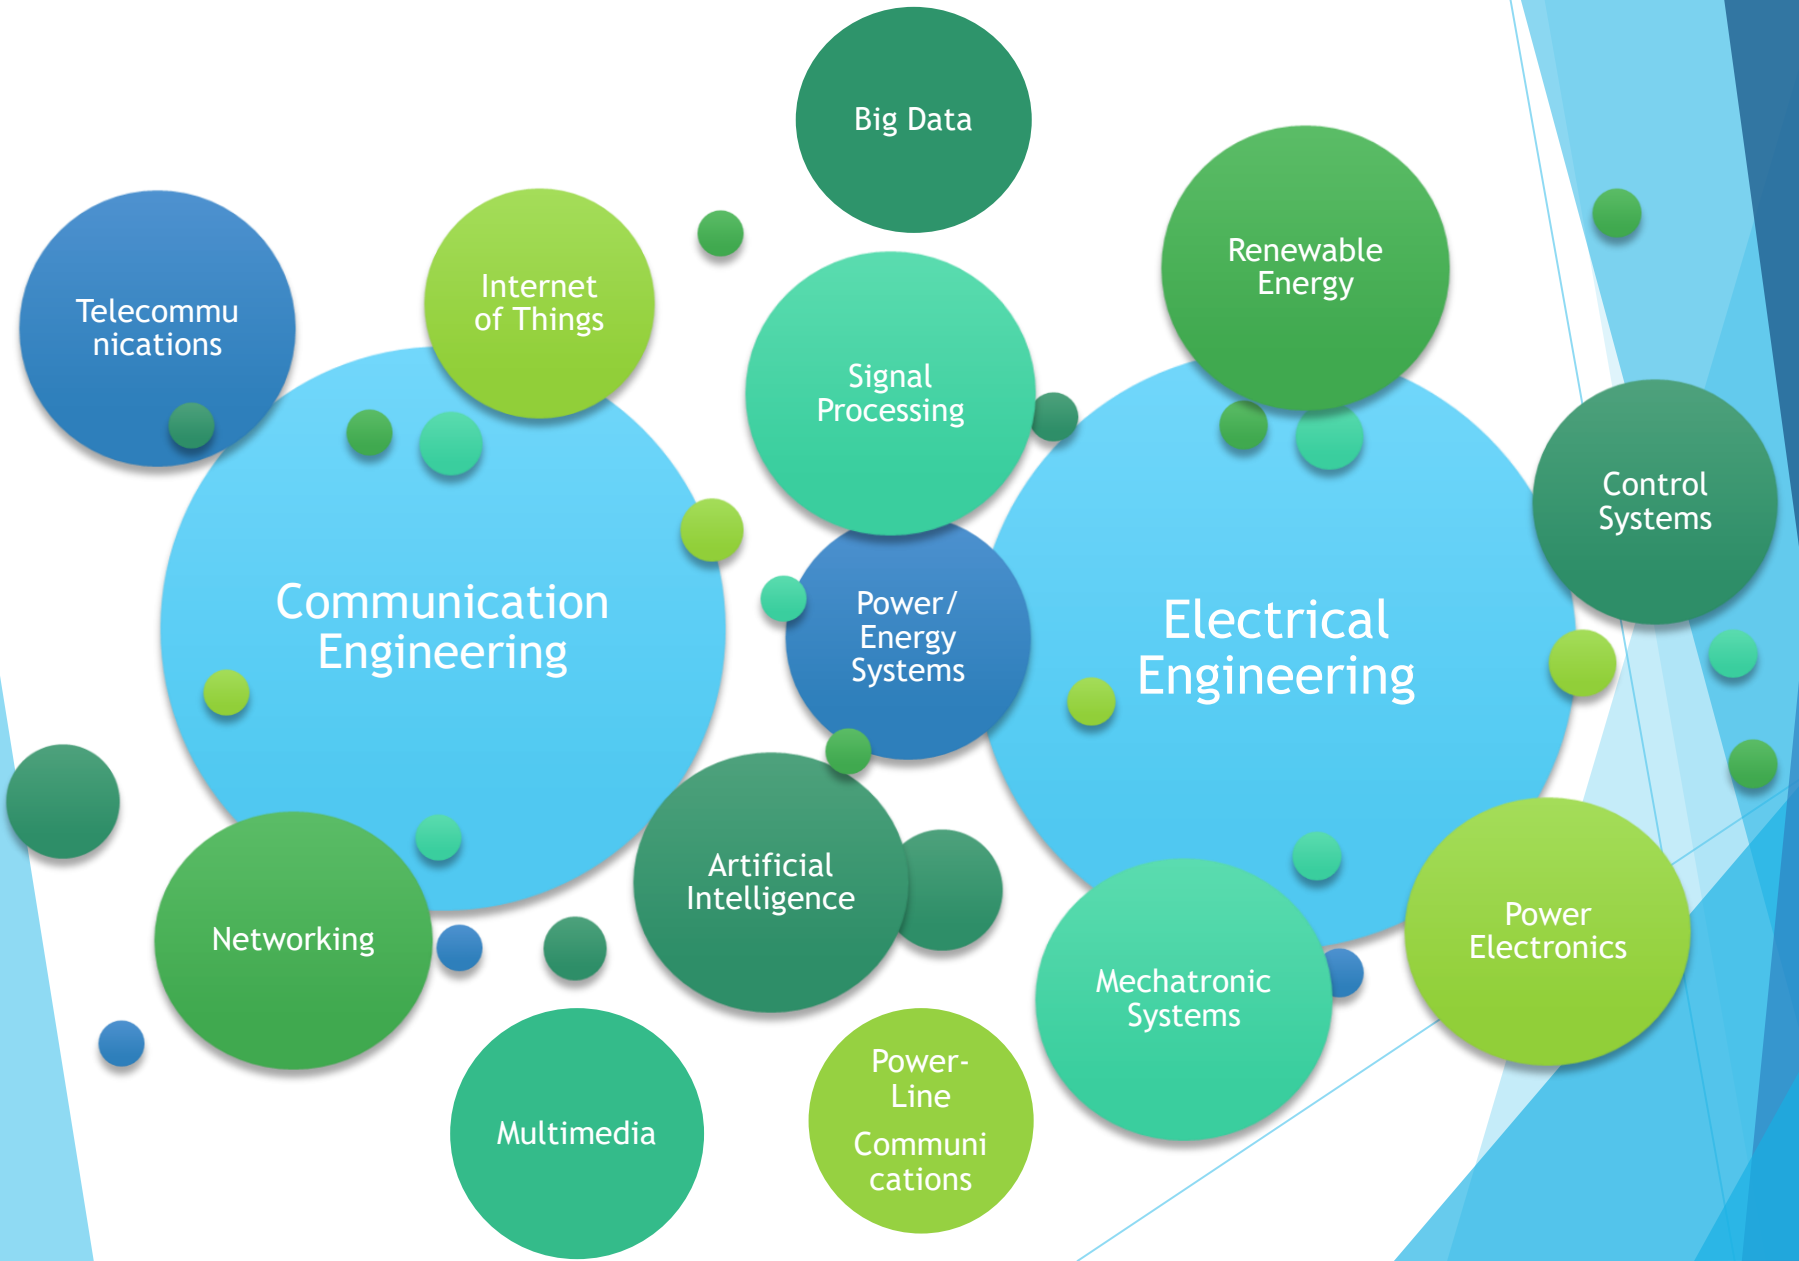 Big Data
Telecommu
nications
Internet
of Things
Signal
Processing
Renewable
Energy
Control
Systems
Communication
Engineering
Power/
Energy
Systems
Electrical
Engineering
Networking
Artificial
Intelligence
Mechatronic
Systems
Power
Electronics
Multimedia
Power-
Line
Communi
cations